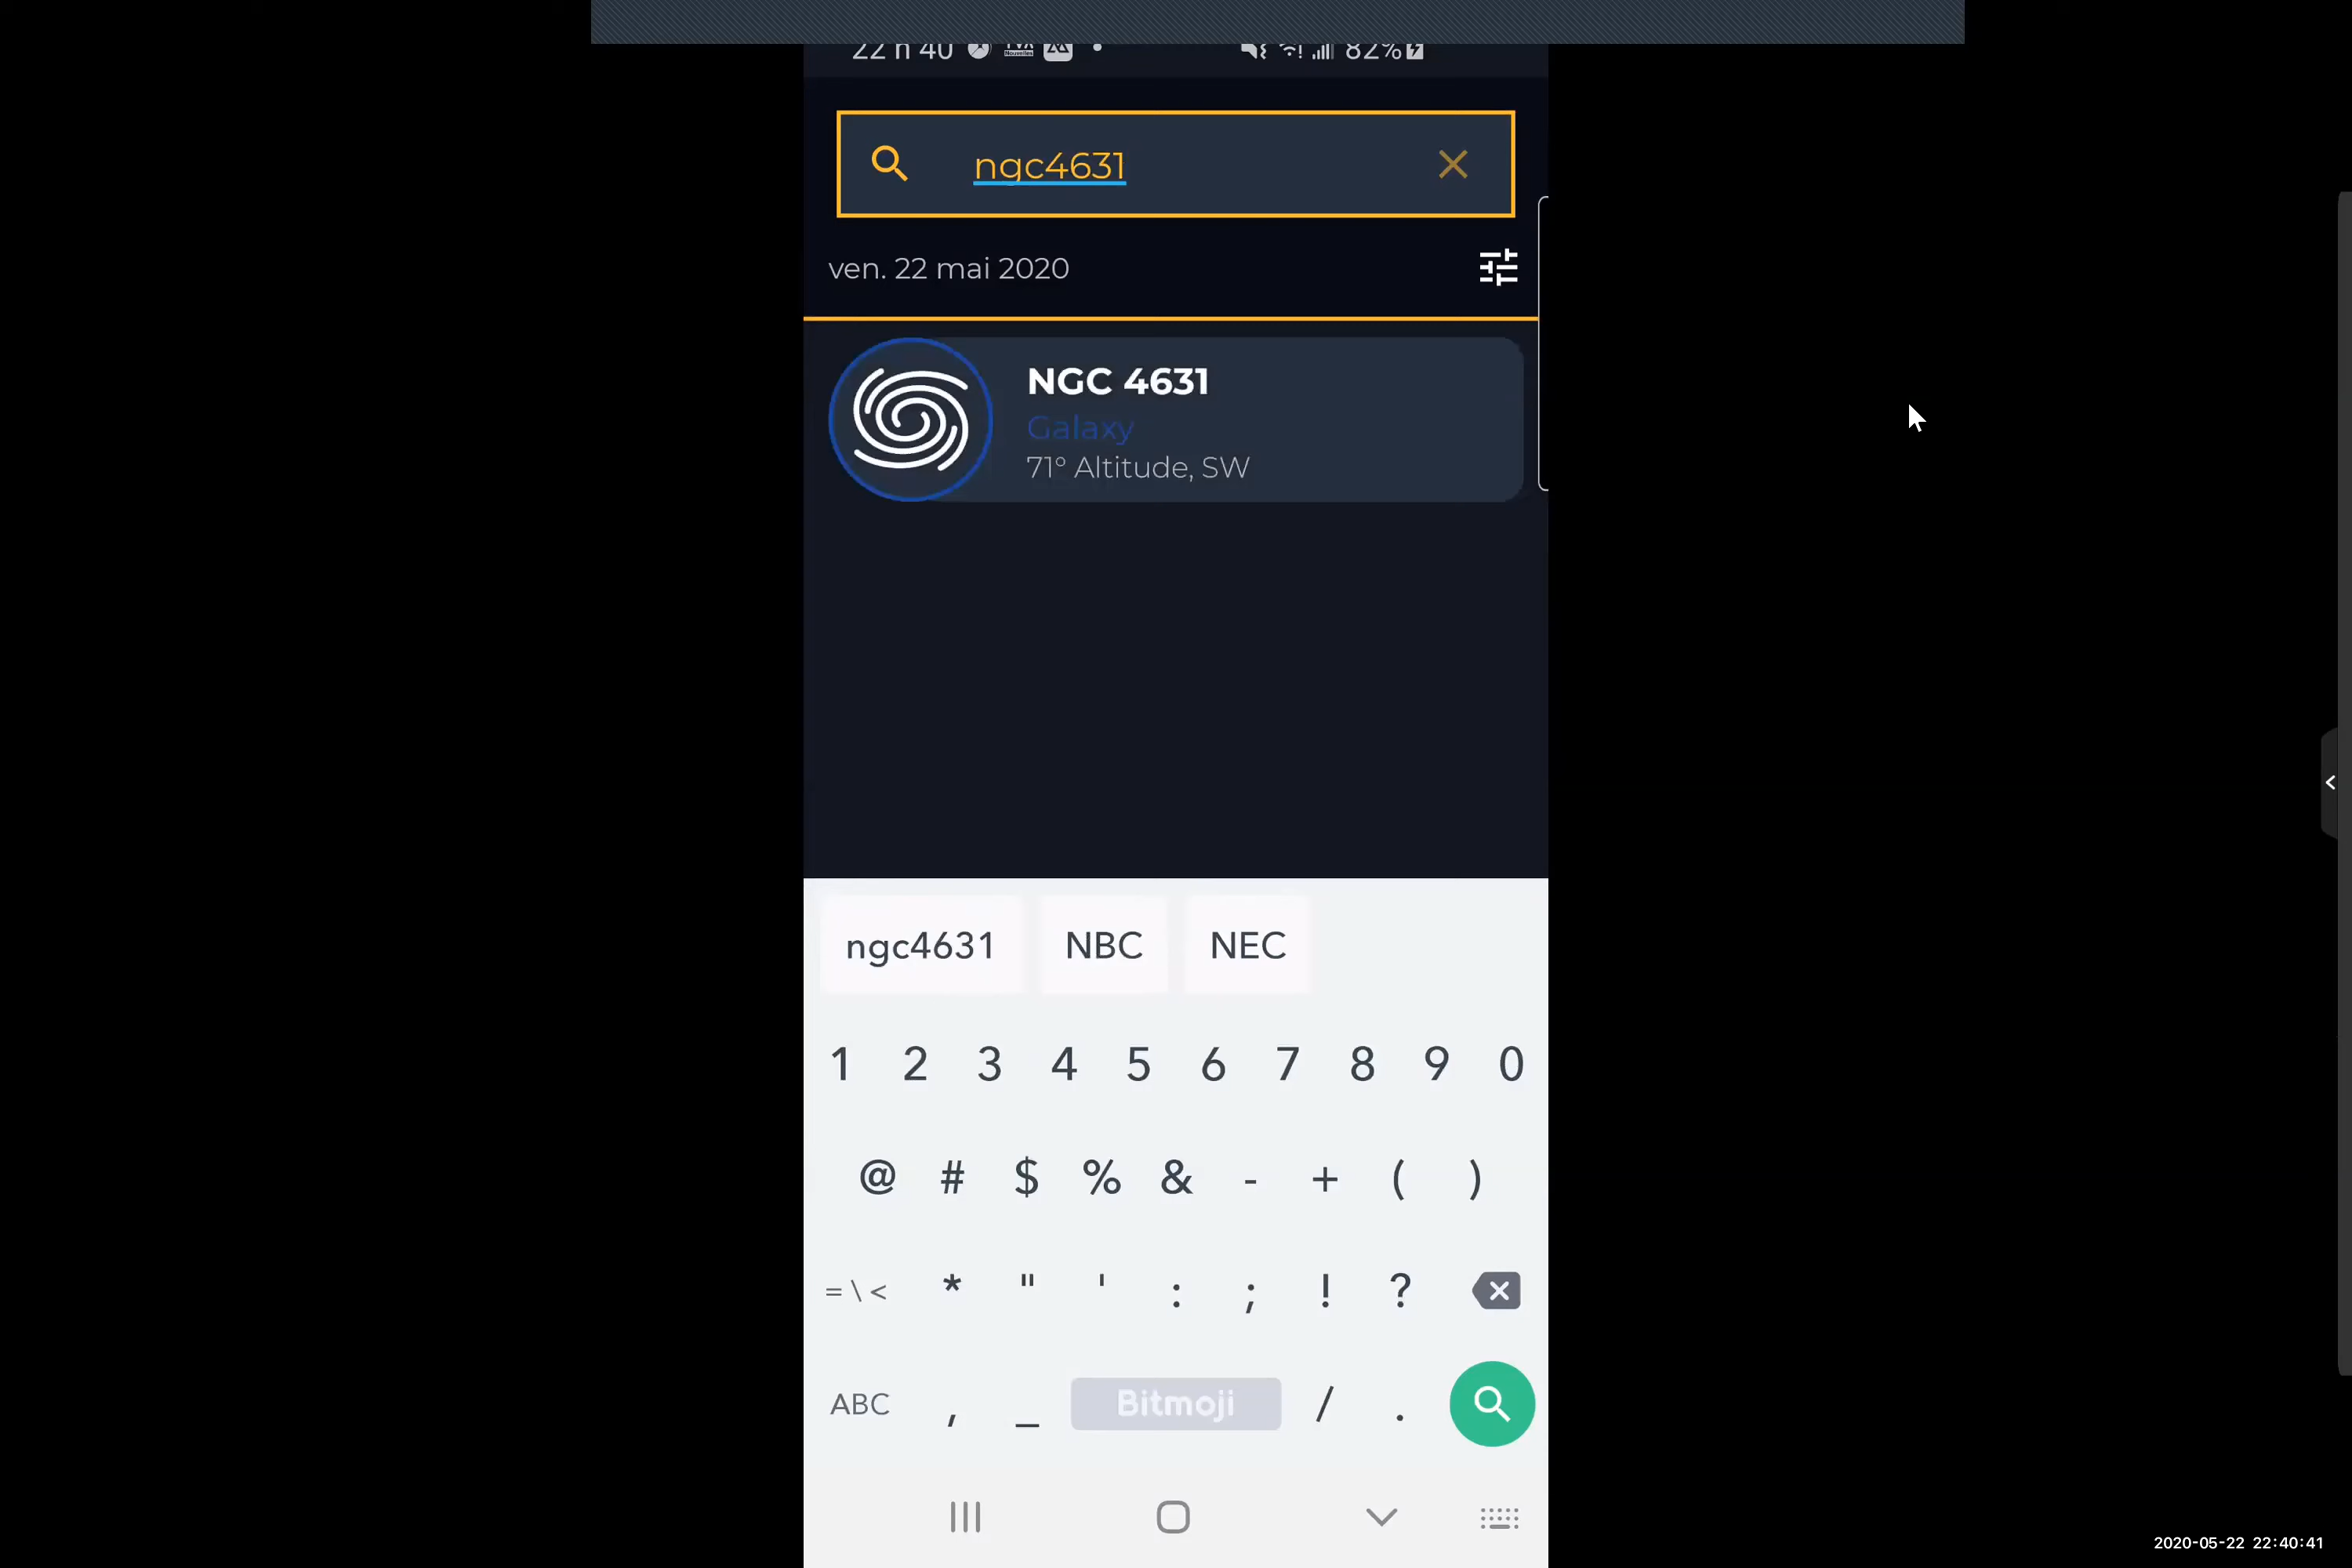 22 h 40 82%
ngc4631
ven. 22 mai 2020
NGC 4631
Galaxy
71° Altitude, SW
ngc4631 NBC NEC
1 2 3 4 5 6 7 8 9 0
@ # $ % & - + ( )
= \ < * " ' : ; ! ?
ABC , _ Bitmoji / .
2020-05-22 22:40:41